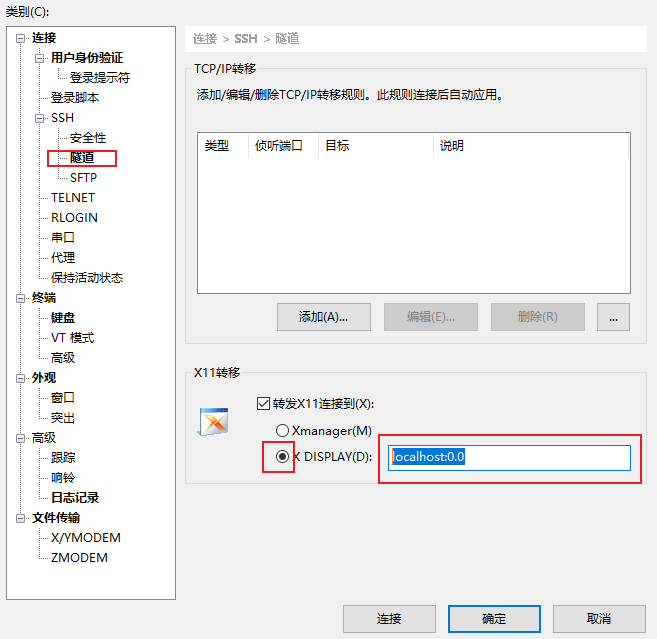 类别(C):
连接
用户身份验证
登录提示符
登录脚本
SSH
安全性
隧道
SFTP
TELNET
RLOGIN
串口
代理
保持活动状态
终端
键盘
VT 模式
高级
外观
窗口
突出
高级
跟踪
响铃
日志记录
文件传输
X/YMODEM
ZMODEM
连接 > SSH > 隧道
TCP/IP转移
添加/编辑/删除TCP/IP转移规则。此规则连接后自动应用。
类型 侦听端口 目标 说明
添加(A)... 编辑(E)... 删除(R) ...
X11转移
转发X11连接到(X):
Xmanager(M)
X DISPLAY(D): localhost:0.0
连接 确定 取消